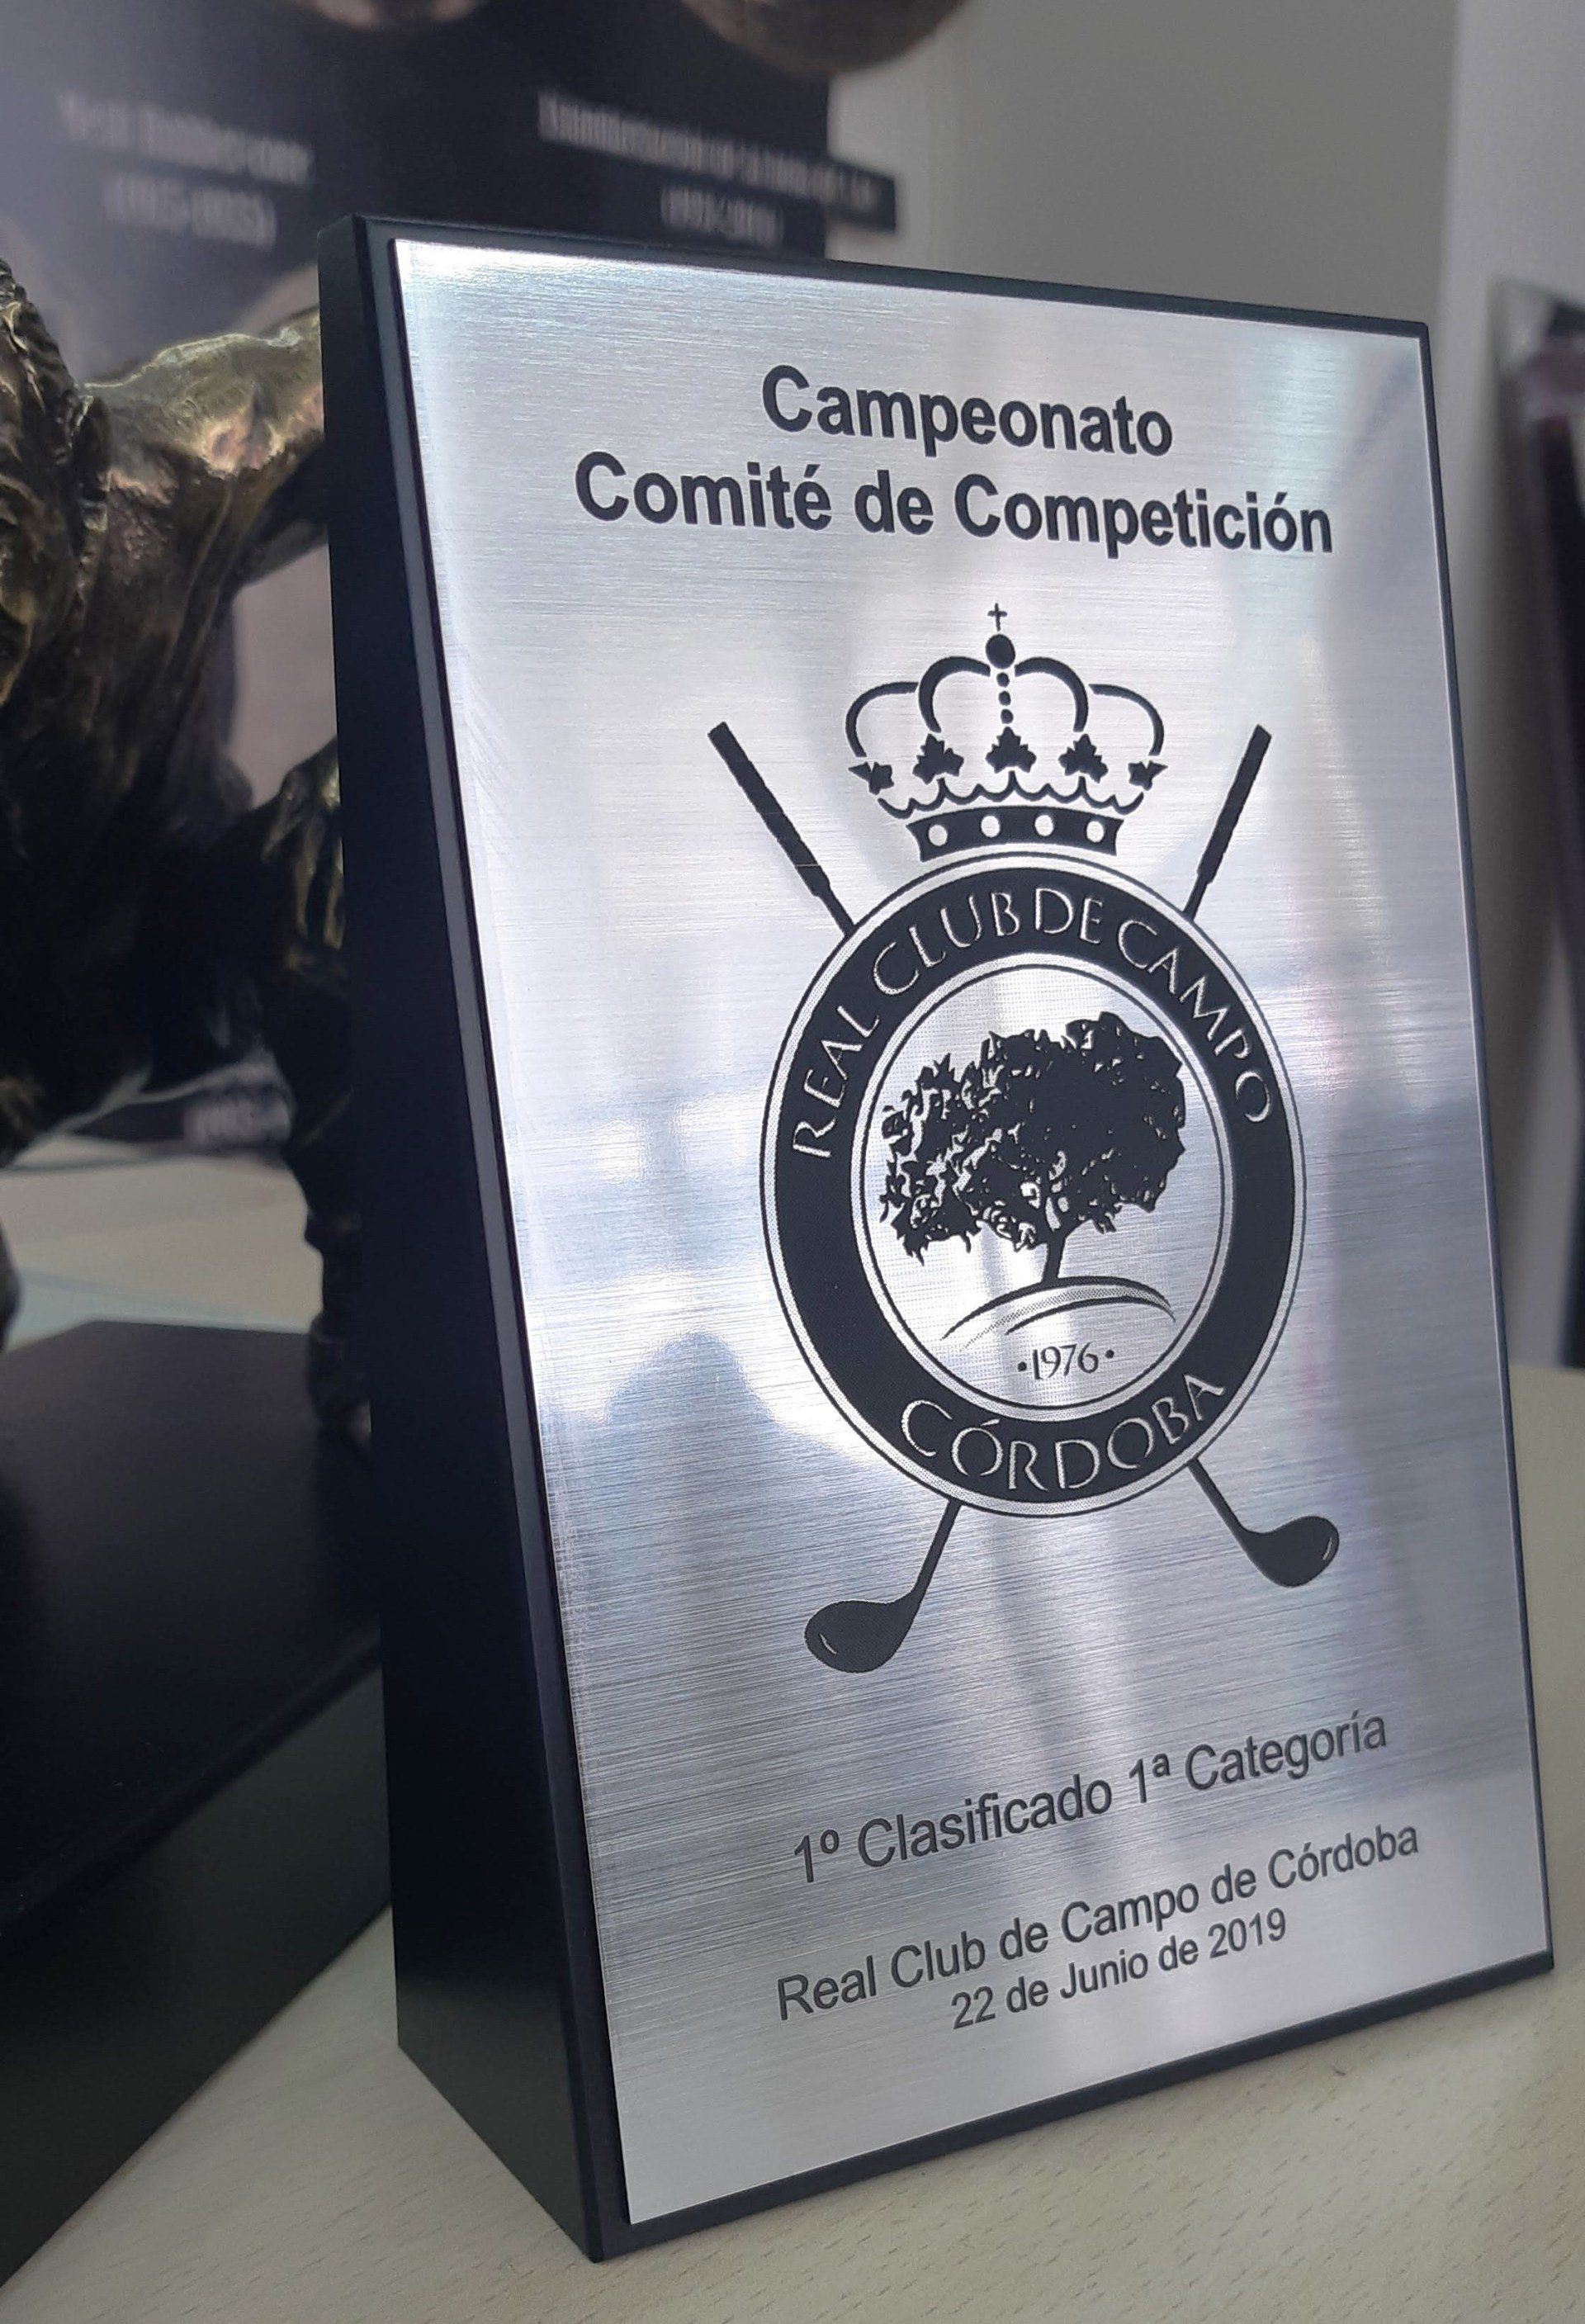 Campeonato
Comité de Competición
REAL CLUB DE CAMPO
•1976•
CÓRDOBA
1º Clasificado 1ª Categoría
Real Club de Campo de Córdoba
22 de Junio de 2019